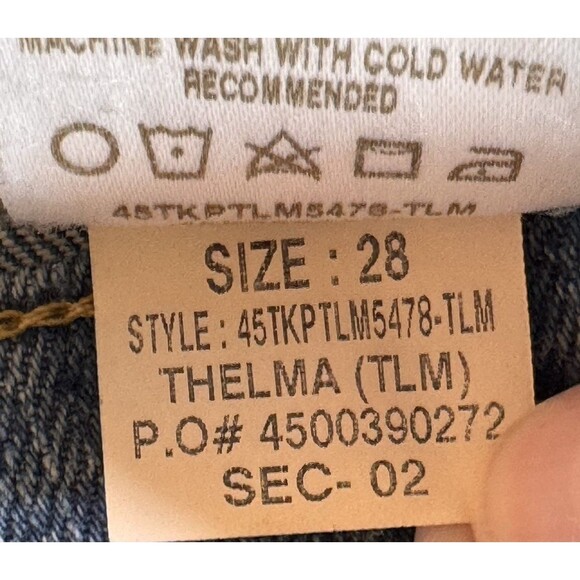 MACHINE WASH WITH COLD WATER
RECOMMENDED
45TKPTLM5478-TLM
SIZE : 28
STYLE : 45TKPTLM5478-TLM
THELMA (TLM)
P.O# 4500390272
SEC- 02